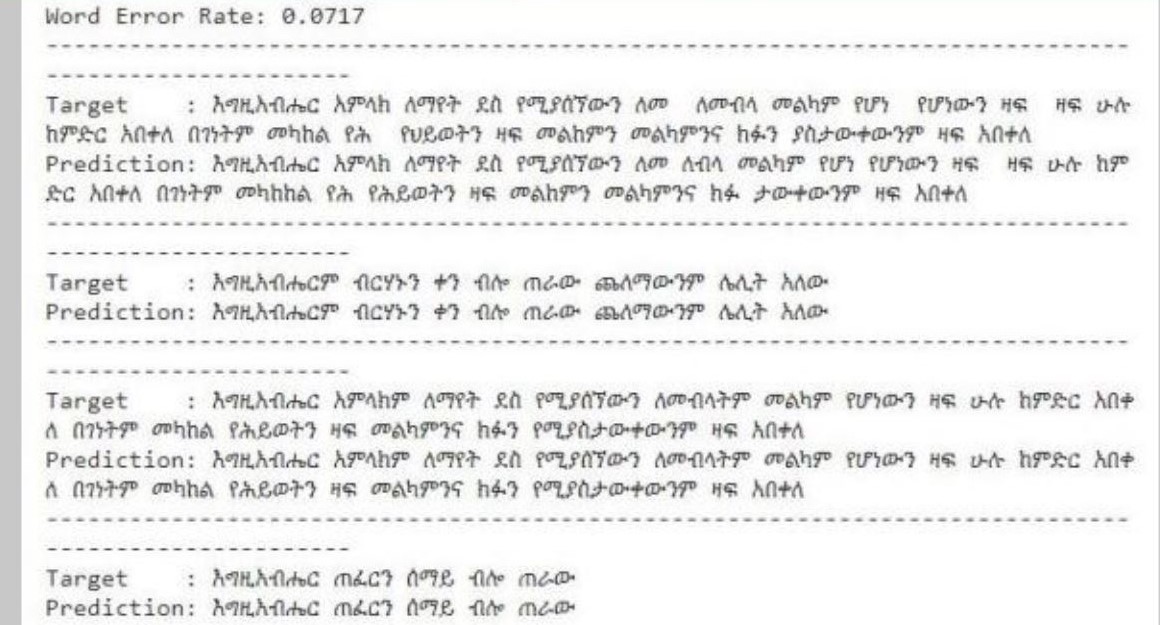 Word Error Rate: 0.0717
--------------------------------------------------------------------------------
----------------------
Target    : እግዚአብሔር አምላክ ለማየት ደስ የሚያሰኘውን ለመ  ለመብላ መልካም የሆነ  የሆነውን ዛፍ  ዛፍ ሁሉ
ከምድር አበቀለ በገነትም መካከል የሕ  የህይወትን ዛፍ መልከምን መልካምንና ክፉን ያስታውቀውንም ዛፍ አበቀለ
Prediction: እግዚአብሔር አምላክ ለማየት ደስ የሚያሰኘውን ለመ ለብላ መልካም የሆነ የሆነውን ዛፍ  ዛፍ ሁሉ ከም
ድር አበቀለ በገነትም መካከከል የሕ የሕይወትን ዛፍ መልከምን መልካምንና ክፉ ታውቀውንም ዛፍ አበቀለ
--------------------------------------------------------------------------------
----------------------
Target    : እግዚአብሔርም ብርሃኑን ቀን ብሎ ጠራው ጨለማውንም ሌሊት አለው
Prediction: እግዚአብሔርም ብርሃኑን ቀን ብሎ ጠራው ጨለማውንም ሌሊት አለው
--------------------------------------------------------------------------------
----------------------
Target    : እግዚአብሔር አምላክም ለማየት ደስ የሚያሰኘውን ለመብላትም መልካም የሆነውን ዛፍ ሁሉ ከምድር አበቀ
ለ በገነትም መካከል የሕይወትን ዛፍ መልካምንና ክፉን የሚያስታውቀውንም ዛፍ አበቀለ
Prediction: እግዚአብሔር አምላክም ለማየት ደስ የሚያሰኘውን ለመብላትም መልካም የሆነውን ዛፍ ሁሉ ከምድር አበቀ
ለ በገነትም መካከል የሕይወትን ዛፍ መልካምንና ክፉን የሚያስታውቀውንም ዛፍ አበቀለ
--------------------------------------------------------------------------------
----------------------
Target    : እግዚአብሔር ጠፈርን ሰማይ ብሎ ጠራው
Prediction: እግዚአብሔር ጠፈርን ሰማይ ብሎ ጠራው